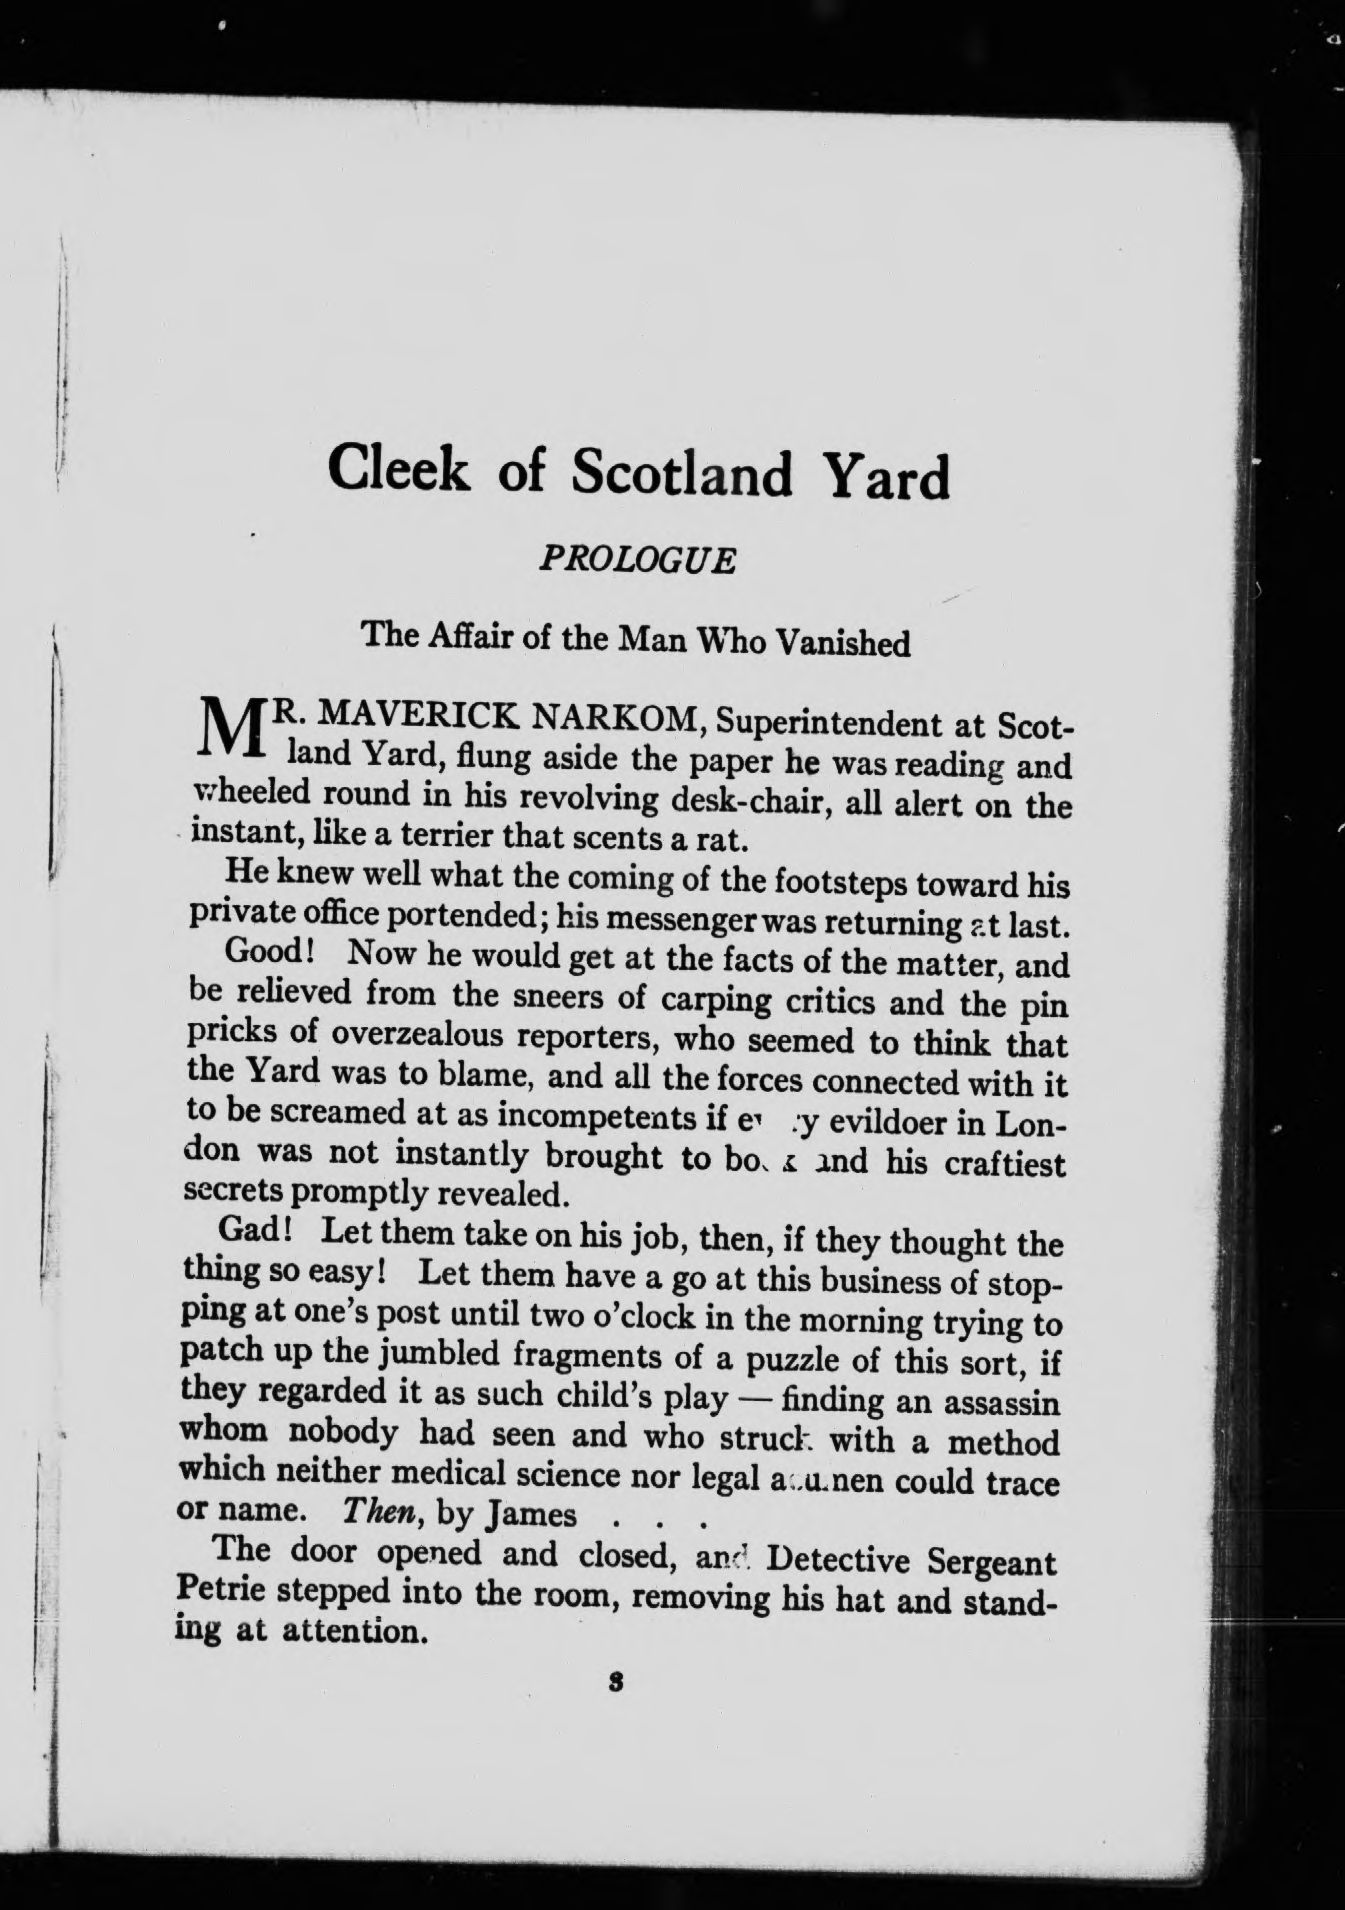 Cleek of Scotland Yard
PROLOGUE
The Affair of the Man Who Vanished
MR. MAVERICK NARKOM, Superintendent at Scot-
land Yard, flung aside the paper he was reading and
wheeled round in his revolving desk-chair, all alert on the
instant, like a terrier that scents a rat.
He knew well what the coming of the footsteps toward his
private office portended; his messenger was returning at last.
Good! Now he would get at the facts of the matter, and
be relieved from the sneers of carping critics and the pin
pricks of overzealous reporters, who seemed to think that
the Yard was to blame, and all the forces connected with it
to be screamed at as incompetents if every evildoer in Lon-
don was not instantly brought to and his craftiest
secrets promptly revealed.
Gad! Let them take on his job, then, if they thought the
thing so easy! Let them have a go at this business of stop-
ping at one's post until two o'clock in the morning trying to
patch up the jumbled fragments of a puzzle of this sort, if
they regarded it as such child's play — finding an assassin
whom nobody had seen and who struck with a method
which neither medical science nor legal acumen could trace
or name. Then, by James . . .
The door opened and closed, and Detective Sergeant
Petrie stepped into the room, removing his hat and stand-
ing at attention.
3